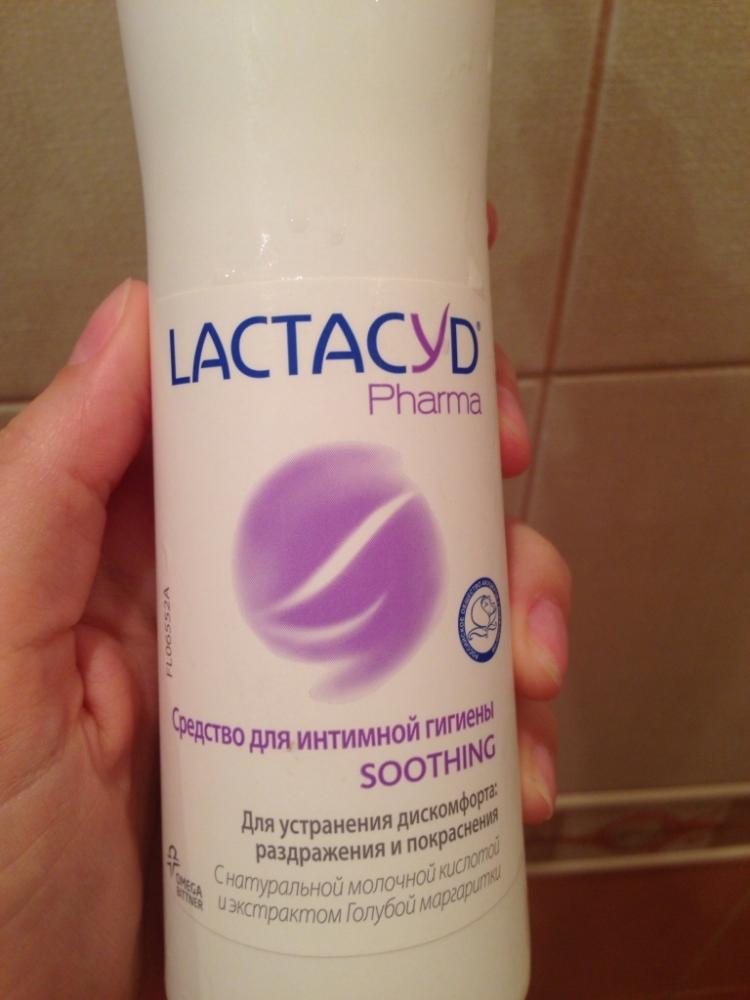 LACTACYD®
Pharma
FL06552A
Средство для интимной гигиены
SOOTHING
Для устранения дискомфорта:
раздражения и покраснения
С натуральной молочной кислотой
и экстрактом Голубой маргаритки
OMEGA
BITTNER